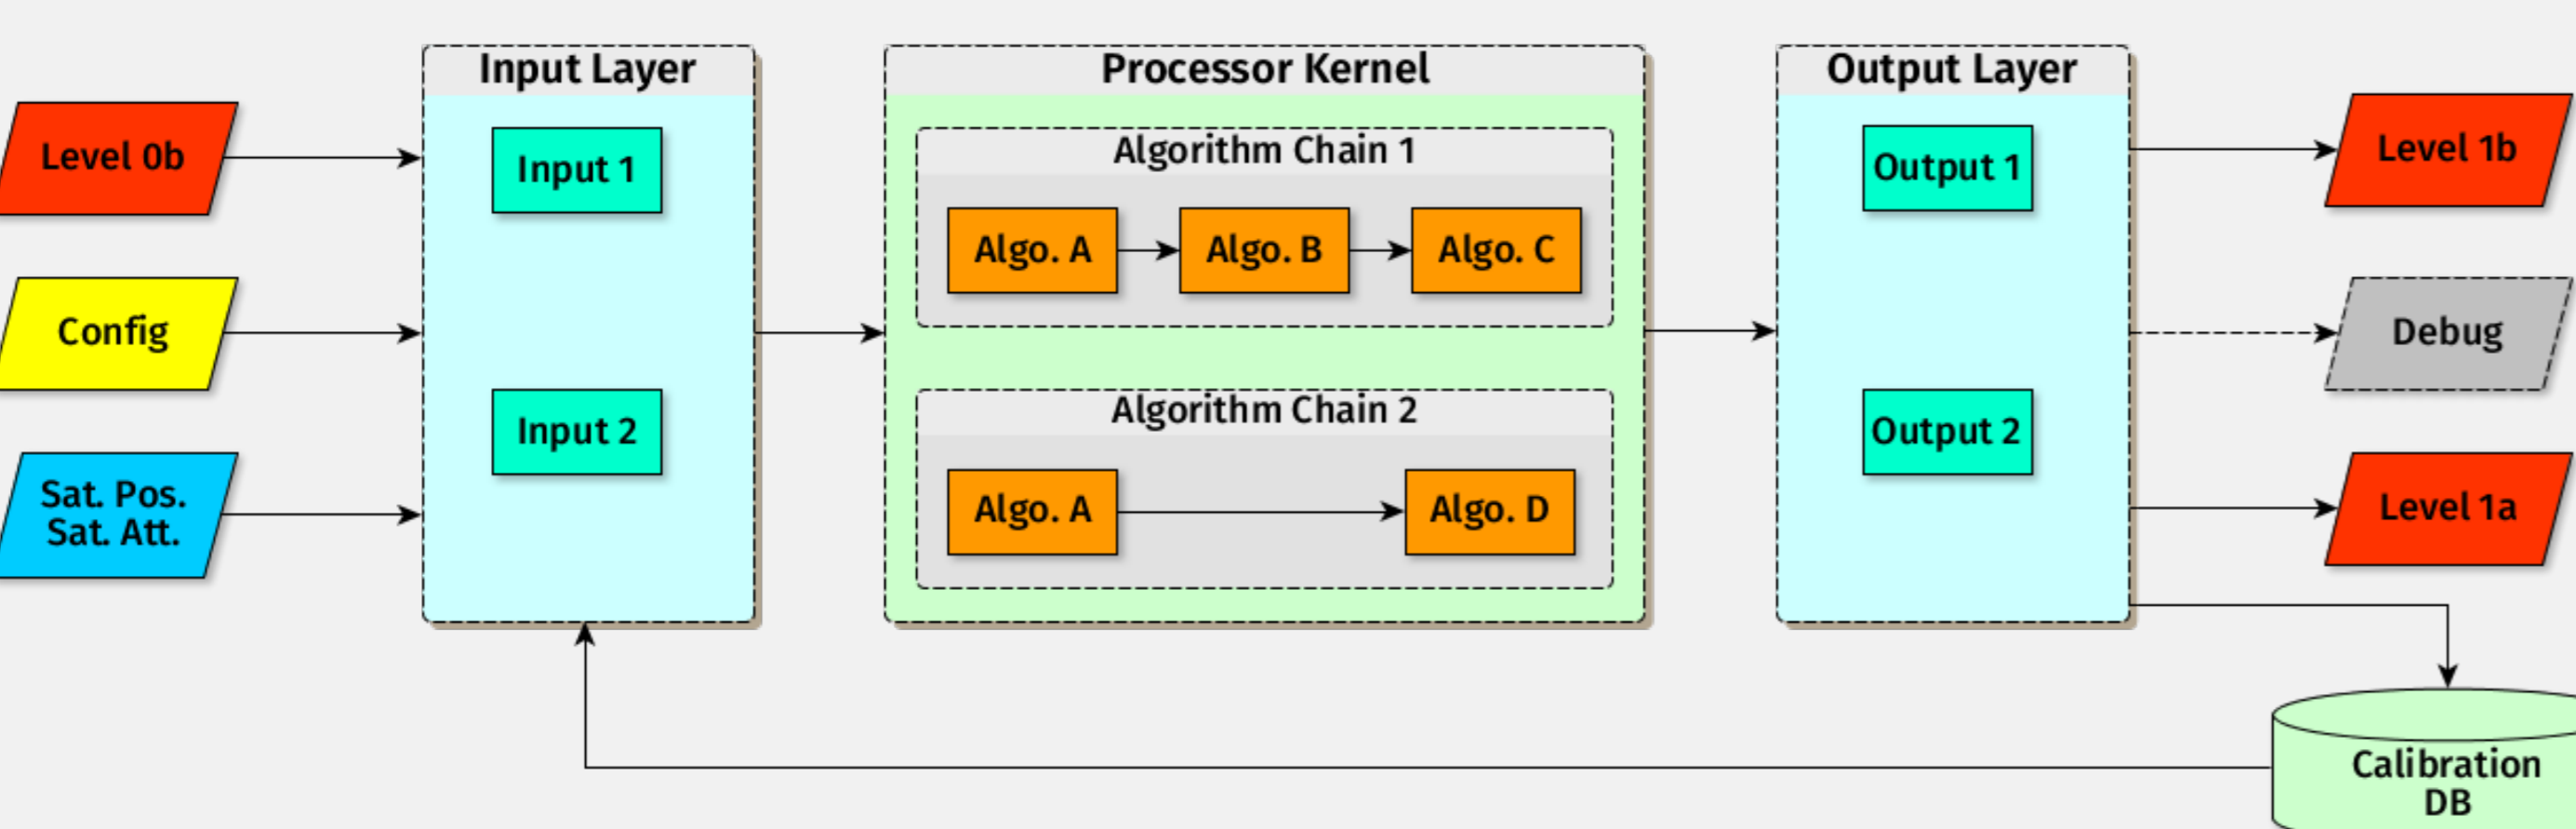 Input Layer
Processor Kernel
Output Layer
Level 0b
Config
Sat. Pos.
Sat. Att.
Input 1
Input 2
Algorithm Chain 1
Algo. A
Algo. B
Algo. C
Algorithm Chain 2
Algo. A
Algo. D
Output 1
Output 2
Level 1b
Debug
Level 1a
Calibration
DB